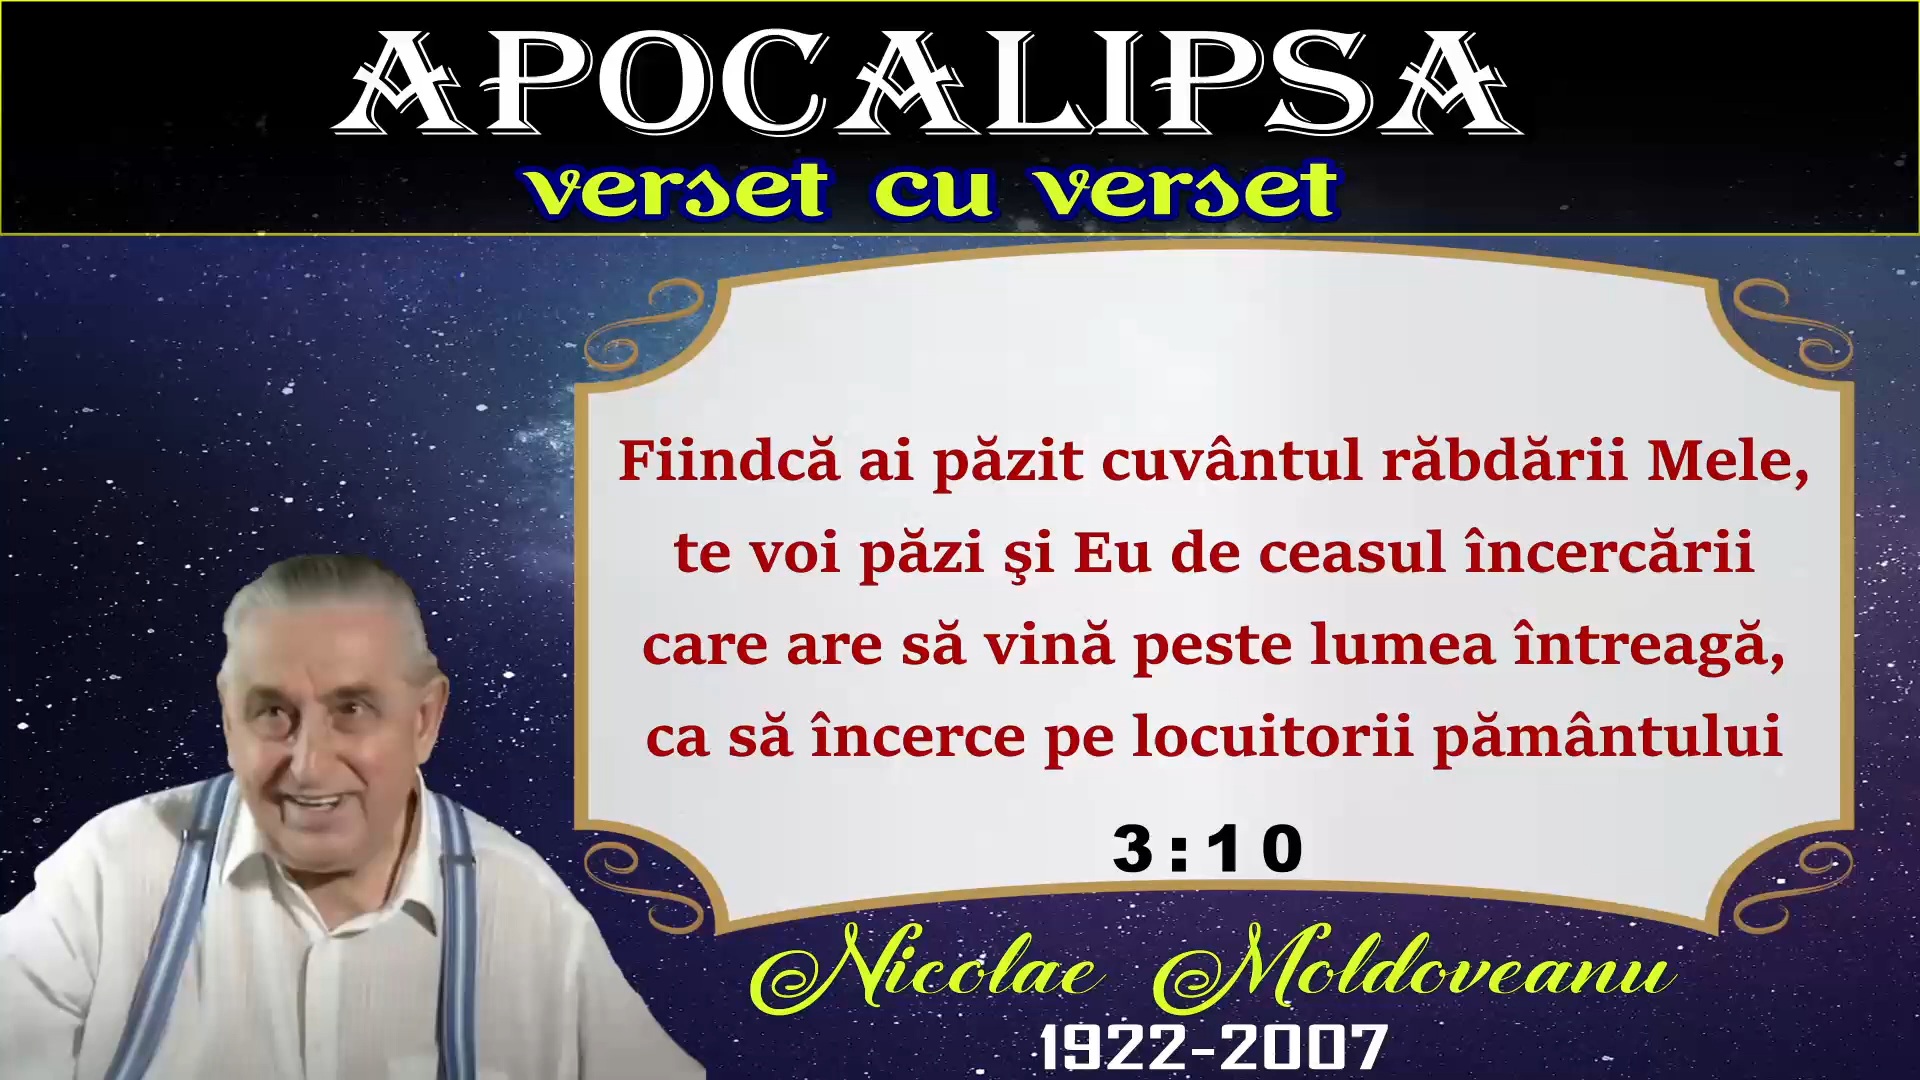 APOCALIPSA
verset cu verset
Fiindcă ai păzit cuvântul răbdării Mele,
te voi păzi şi Eu de ceasul încercării
care are să vină peste lumea întreagă,
ca să încerce pe locuitorii pământului
3:10
Nicolae Moldoveanu
1922-2007